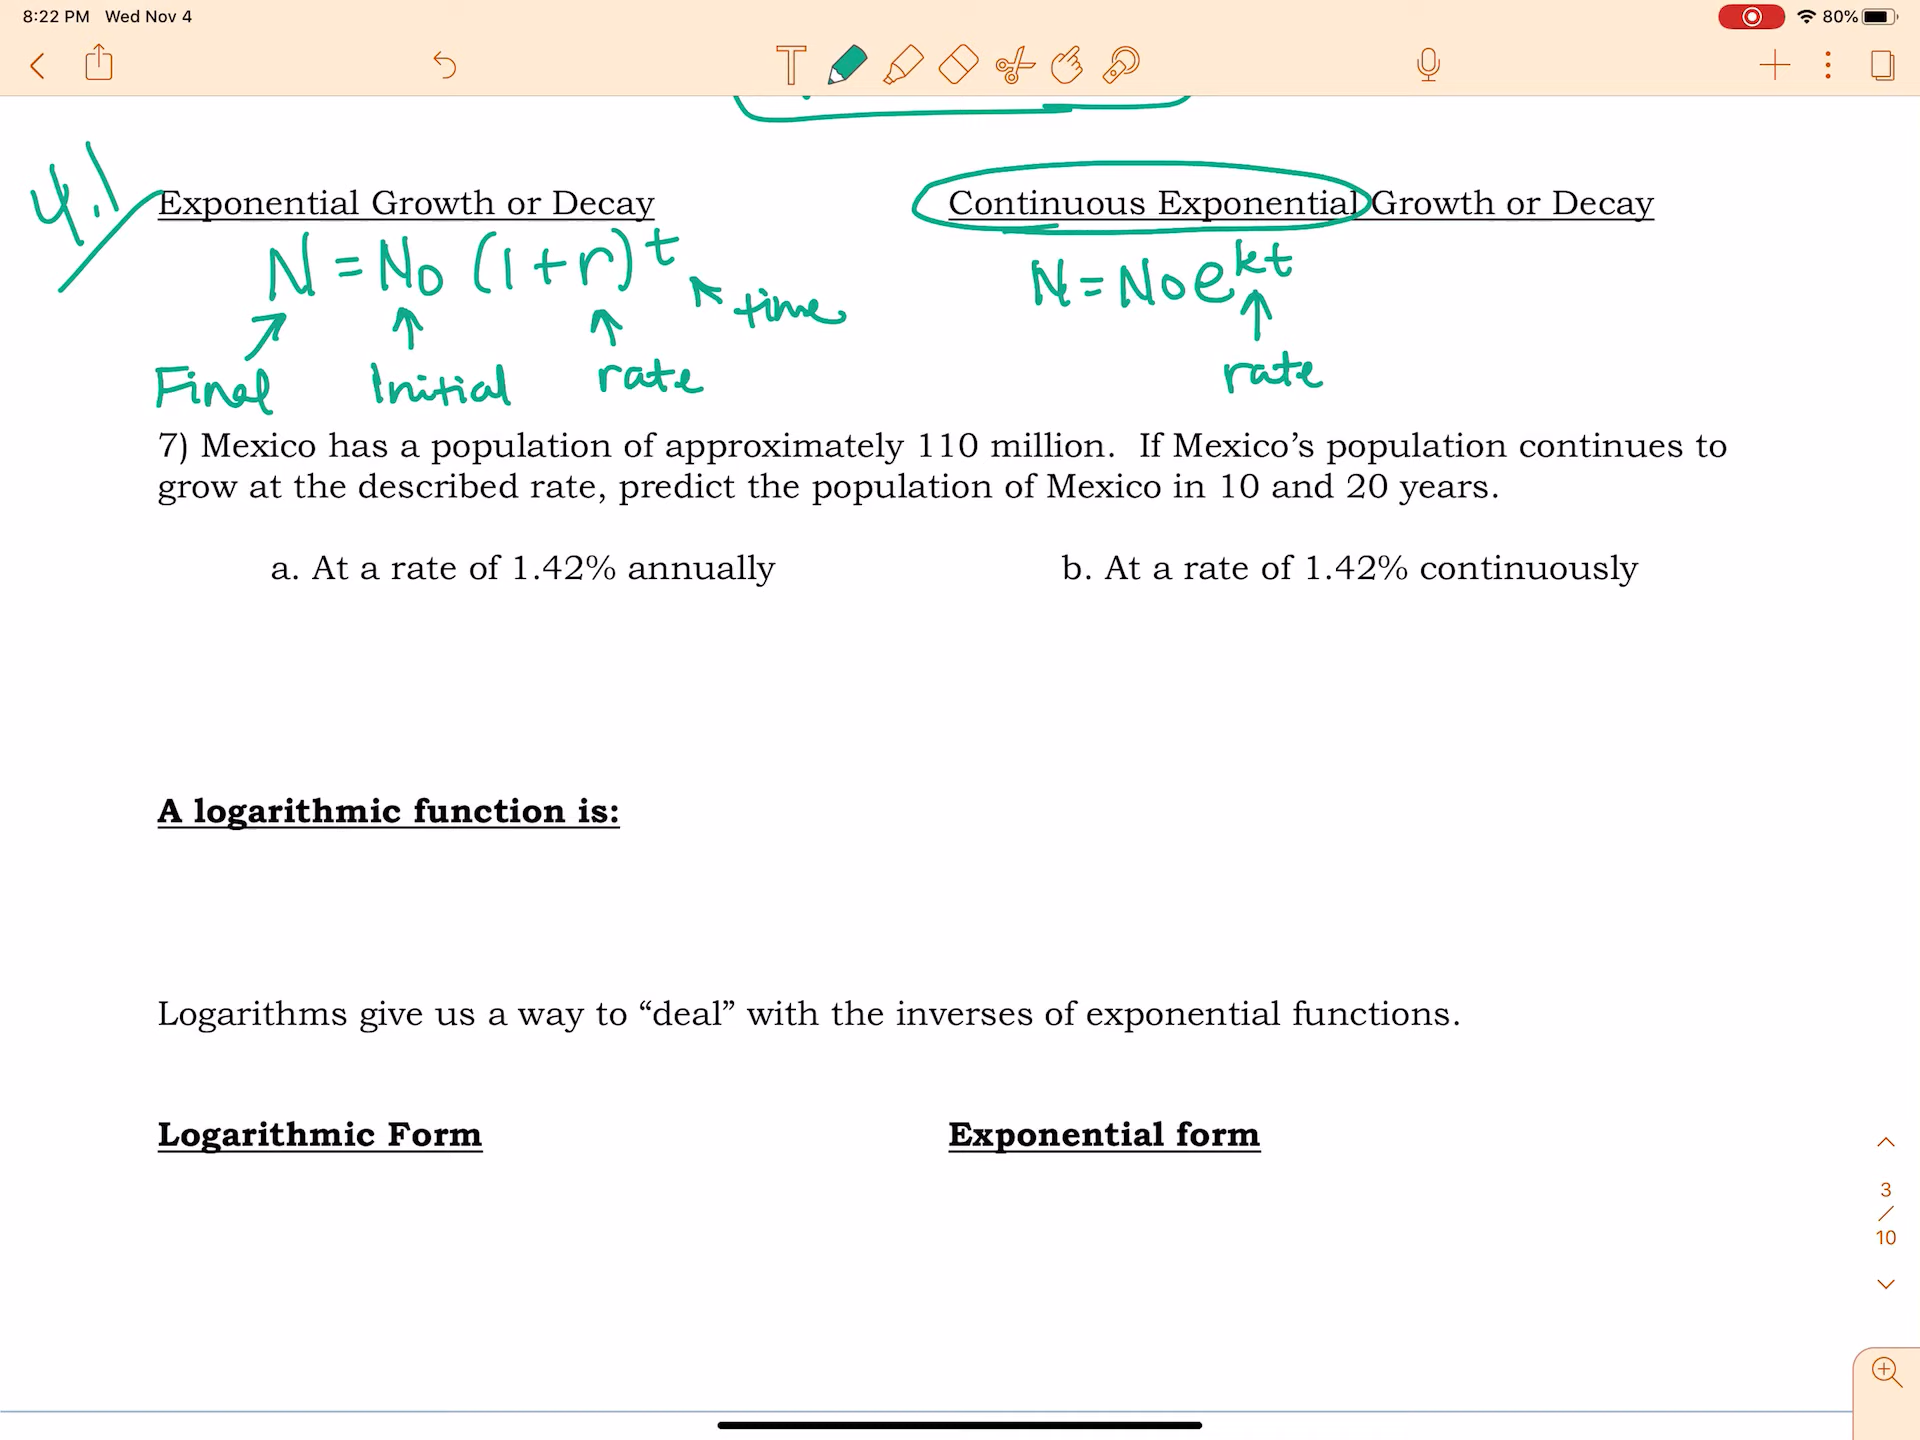 8:22 PM Wed Nov 4
80%
T
4.1
Exponential Growth or Decay
Continuous Exponential Growth or Decay
N = N₀ (1+r)ᵗ
N = N₀eᵏᵗ
time
rate
Final
Initial
rate
7) Mexico has a population of approximately 110 million. If Mexico’s population continues to
grow at the described rate, predict the population of Mexico in 10 and 20 years.
a. At a rate of 1.42% annually
b. At a rate of 1.42% continuously
A logarithmic function is:
Logarithms give us a way to “deal” with the inverses of exponential functions.
Logarithmic Form
Exponential form
3
/
10